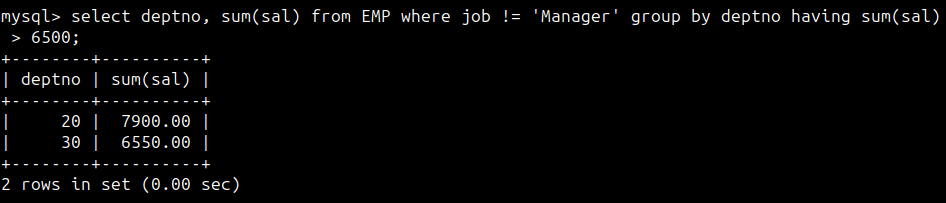 mysql> select deptno, sum(sal) from EMP where job != 'Manager' group by deptno having sum(sal)
 > 6500;
+--------+----------+
| deptno | sum(sal) |
+--------+----------+
|     20 |  7900.00 |
|     30 |  6550.00 |
+--------+----------+
2 rows in set (0.00 sec)